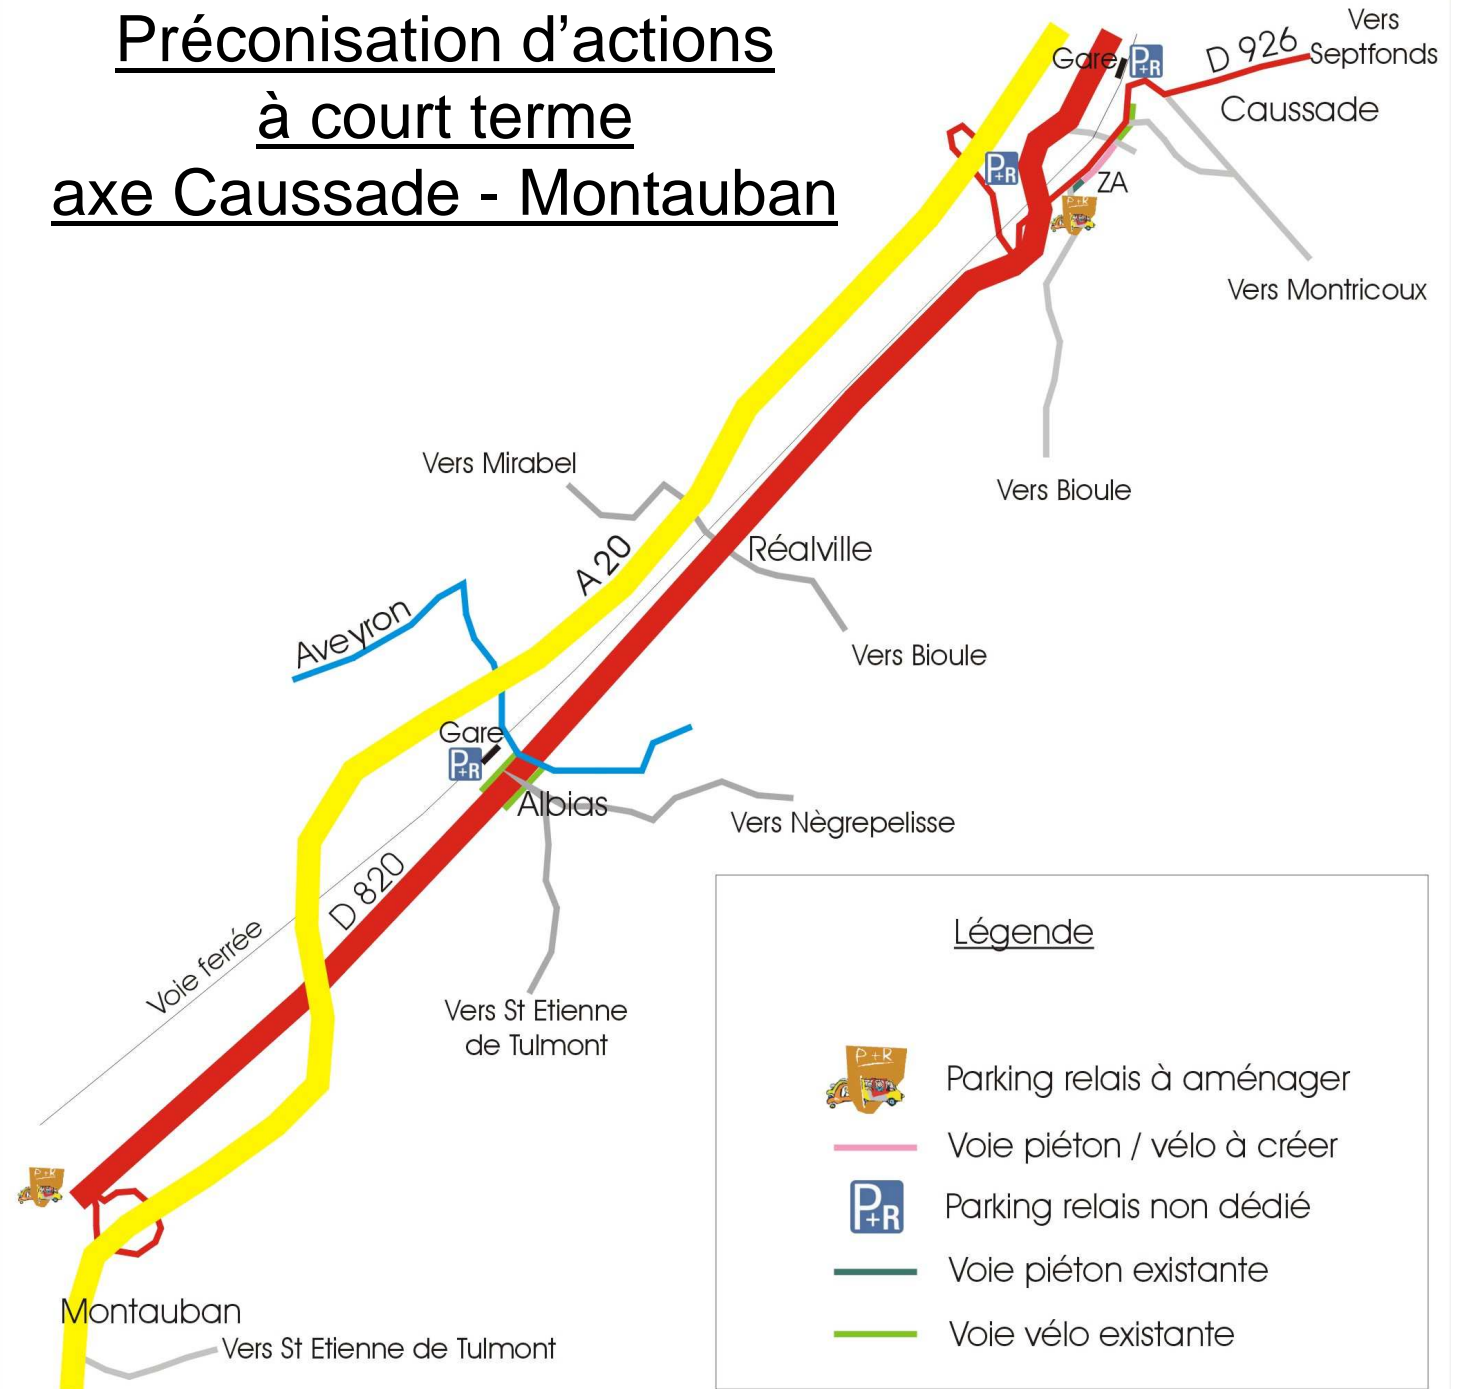 Préconisation d’actions
à court terme
axe Caussade - Montauban
Vers
Septfonds
D 926
Gare
P+R
Caussade
P+R
ZA
P+R
Vers Montricoux
Vers Mirabel
Vers Bioule
A 20
Réalville
Aveyron
Vers Bioule
Gare
P+R
Albias
Vers Nègrepelisse
D 820
Voie ferrée
Vers St Etienne
de Tulmont
P+R
Montauban
Vers St Etienne de Tulmont
Légende
P+R
Parking relais à aménager
Voie piéton / vélo à créer
P+R
Parking relais non dédié
Voie piéton existante
Voie vélo existante